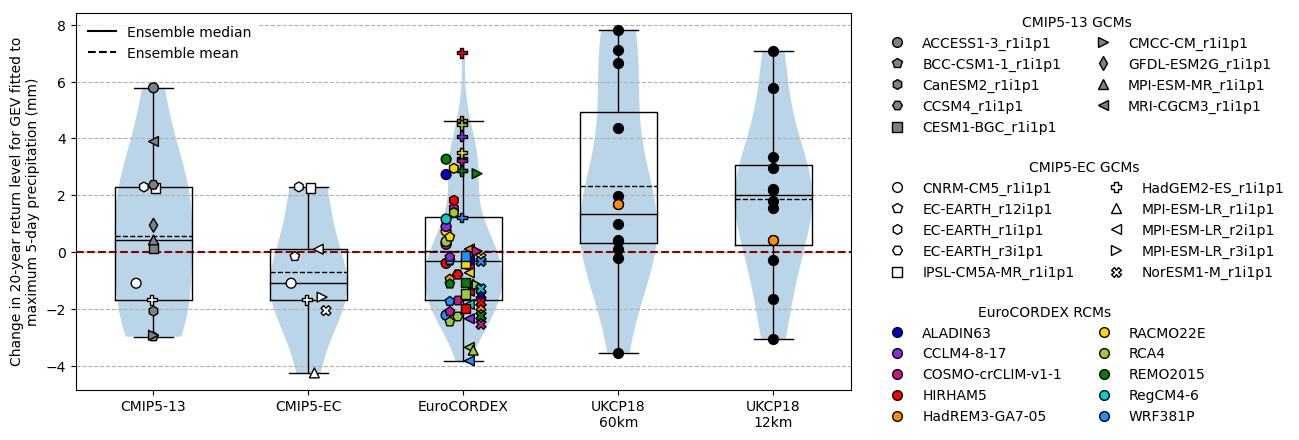 Change in 20-year return level for GEV fitted to
maximum 5-day precipitation (mm)
8
6
4
2
0
−2
−4
Ensemble median
Ensemble mean
CMIP5-13
CMIP5-EC
EuroCORDEX
UKCP18
60km
UKCP18
12km
CMIP5-13 GCMs
ACCESS1-3_r1i1p1
BCC-CSM1-1_r1i1p1
CanESM2_r1i1p1
CCSM4_r1i1p1
CESM1-BGC_r1i1p1
CMCC-CM_r1i1p1
GFDL-ESM2G_r1i1p1
MPI-ESM-MR_r1i1p1
MRI-CGCM3_r1i1p1
CMIP5-EC GCMs
CNRM-CM5_r1i1p1
EC-EARTH_r12i1p1
EC-EARTH_r1i1p1
EC-EARTH_r3i1p1
IPSL-CM5A-MR_r1i1p1
HadGEM2-ES_r1i1p1
MPI-ESM-LR_r1i1p1
MPI-ESM-LR_r2i1p1
MPI-ESM-LR_r3i1p1
NorESM1-M_r1i1p1
EuroCORDEX RCMs
ALADIN63
CCLM4-8-17
COSMO-crCLIM-v1-1
HIRHAM5
HadREM3-GA7-05
RACMO22E
RCA4
REMO2015
RegCM4-6
WRF381P